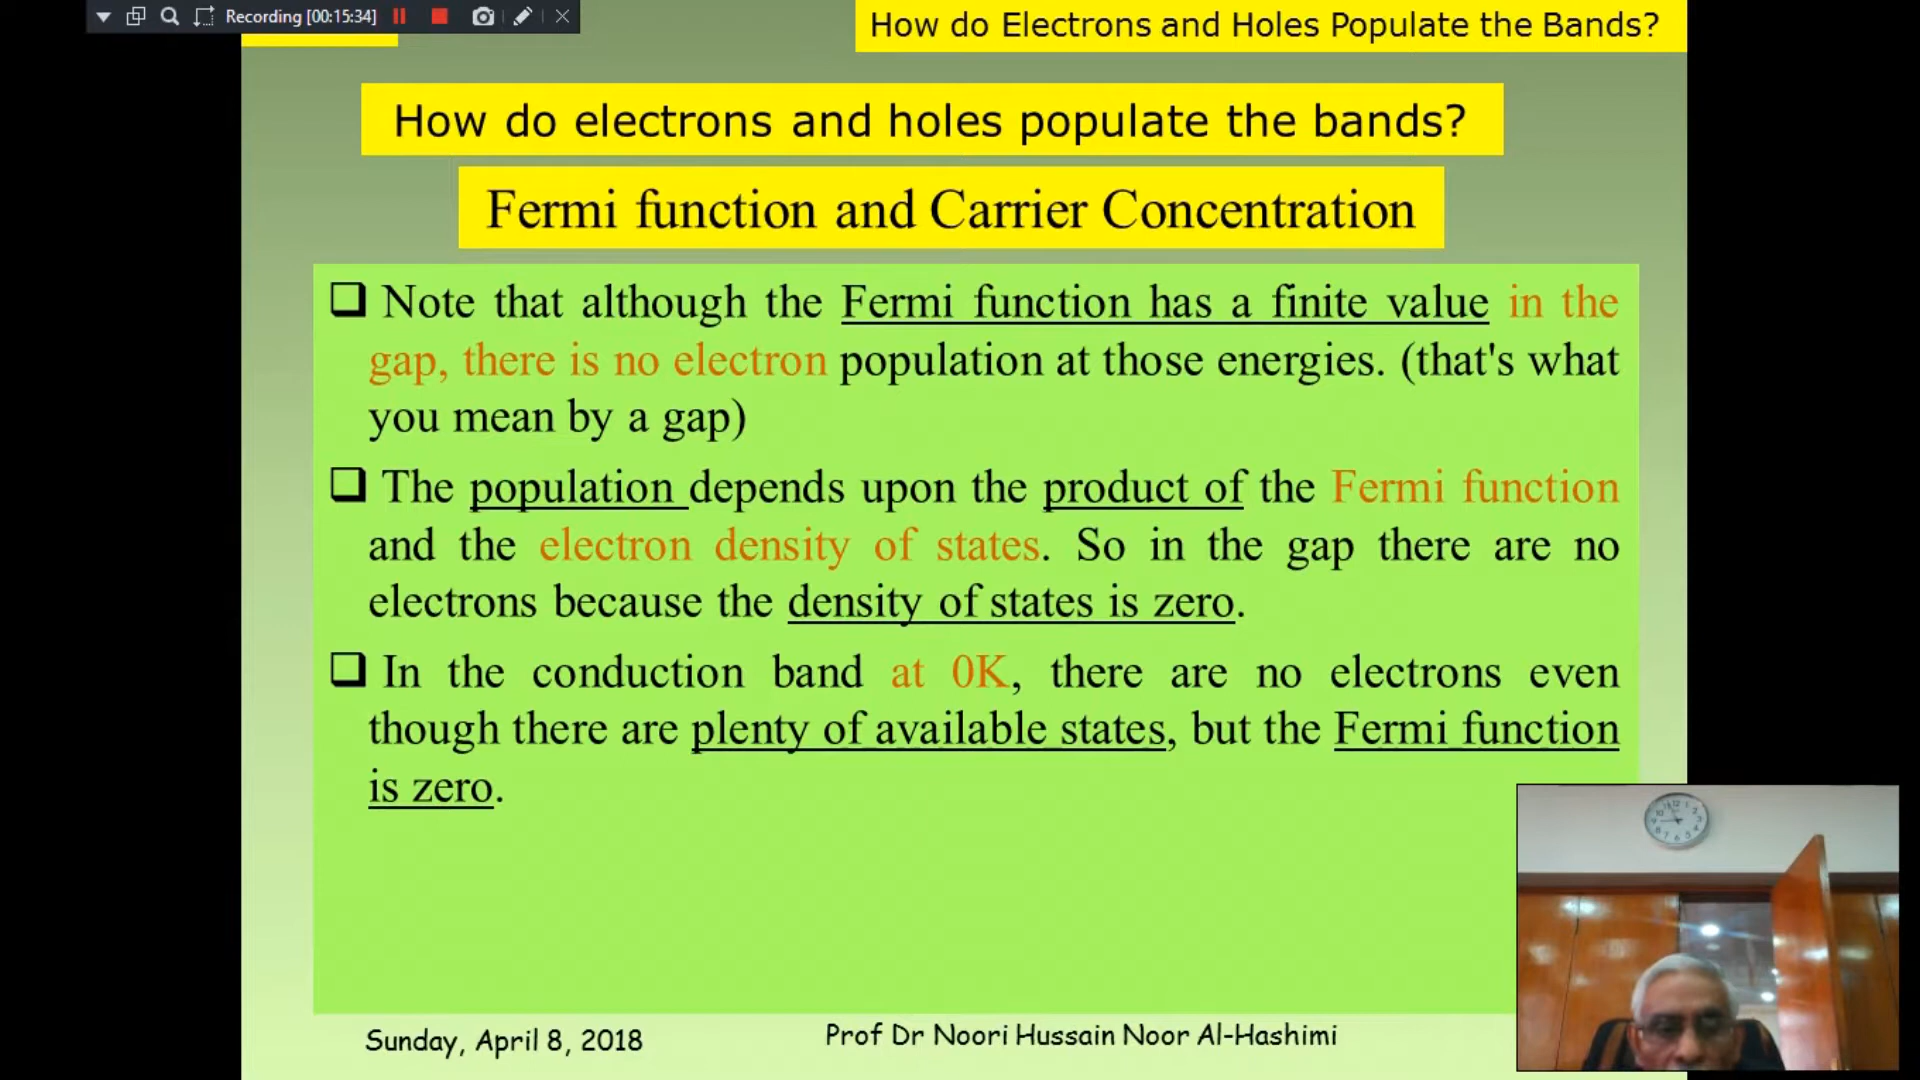 Recording [00:15:34]
How do Electrons and Holes Populate the Bands?
How do electrons and holes populate the bands?
Fermi function and Carrier Concentration
❑ Note that although the Fermi function has a finite value in the
gap, there is no electron population at those energies. (that's what
you mean by a gap)
❑ The population depends upon the product of the Fermi function
and the electron density of states. So in the gap there are no
electrons because the density of states is zero.
❑ In the conduction band at 0K, there are no electrons even
though there are plenty of available states, but the Fermi function
is zero.
Sunday, April 8, 2018
Prof Dr Noori Hussain Noor Al-Hashimi